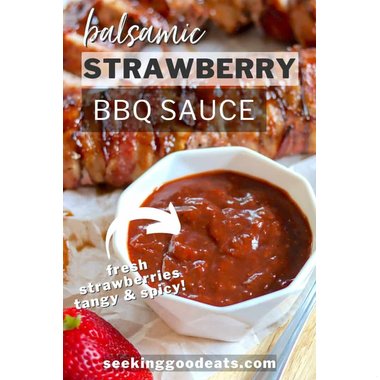 balsamic
STRAWBERRY
BBQ SAUCE
fresh
strawberries
tangy & spicy!
seekinggoodeats.com